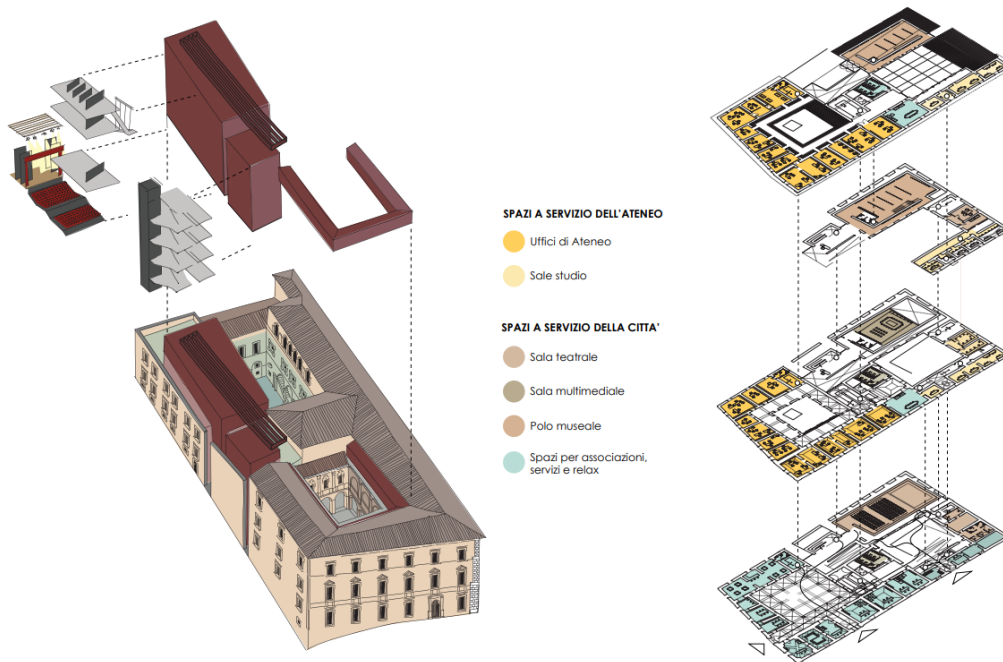 SPAZI A SERVIZIO DELL'ATENEO
Uffici di Ateneo
Sale studio
SPAZI A SERVIZIO DELLA CITTA'
Sala teatrale
Sala multimediale
Polo museale
Spazi per associazioni,
servizi e relax